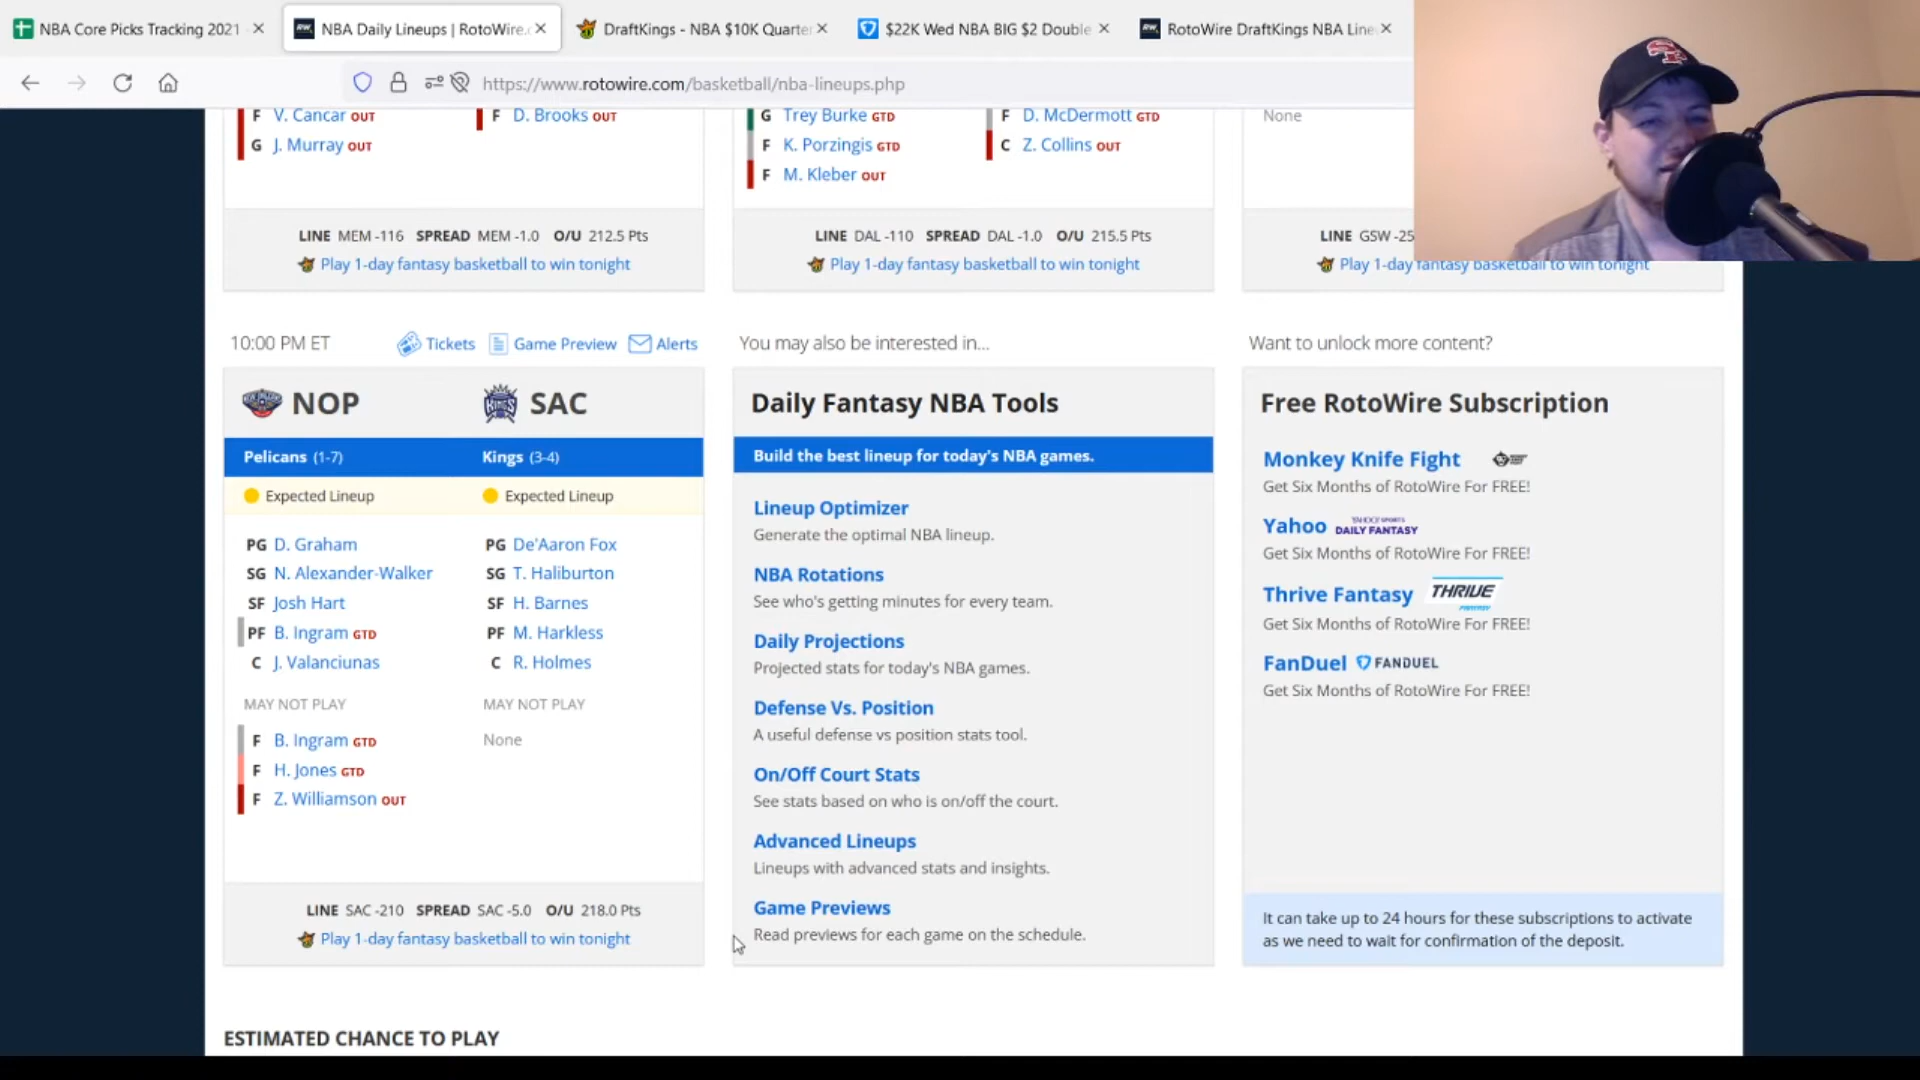 NBA Core Picks Tracking 2021
NBA Daily Lineups | RotoWire.c
DraftKings - NBA $10K Quarte
$22K Wed NBA BIG $2 Double
RotoWire DraftKings NBA Line
https://www.rotowire.com/basketball/nba-lineups.php
F V. Cancar OUT
G J. Murray OUT
F D. Brooks OUT
LINE MEM -116 SPREAD MEM -1.0 O/U 212.5 Pts
Play 1-day fantasy basketball to win tonight
G Trey Burke GTD
F K. Porzingis GTD
F M. Kleber OUT
F D. McDermott GTD
C Z. Collins OUT
LINE DAL -110 SPREAD DAL -1.0 O/U 215.5 Pts
Play 1-day fantasy basketball to win tonight
None
LINE GSW -25
Play 1-day fantasy basketball to win tonight
10:00 PM ET Tickets Game Preview Alerts
NOP SAC
Pelicans (1-7) Kings (3-4)
Expected Lineup Expected Lineup
PG D. Graham
SG N. Alexander-Walker
SF Josh Hart
PF B. Ingram GTD
C J. Valanciunas
MAY NOT PLAY
F B. Ingram GTD
F H. Jones GTD
F Z. Williamson OUT
PG De'Aaron Fox
SG T. Haliburton
SF H. Barnes
PF M. Harkless
C R. Holmes
MAY NOT PLAY
None
LINE SAC -210 SPREAD SAC -5.0 O/U 218.0 Pts
Play 1-day fantasy basketball to win tonight
You may also be interested in...
Daily Fantasy NBA Tools
Build the best lineup for today's NBA games.
Lineup Optimizer
Generate the optimal NBA lineup.
NBA Rotations
See who's getting minutes for every team.
Daily Projections
Projected stats for today's NBA games.
Defense Vs. Position
A useful defense vs position stats tool.
On/Off Court Stats
See stats based on who is on/off the court.
Advanced Lineups
Lineups with advanced stats and insights.
Game Previews
Read previews for each game on the schedule.
Want to unlock more content?
Free RotoWire Subscription
Monkey Knife Fight
Get Six Months of RotoWire For FREE!
Yahoo YAHOO! SPORTS DAILY FANTASY
Get Six Months of RotoWire For FREE!
Thrive Fantasy THRIVE FANTASY
Get Six Months of RotoWire For FREE!
FanDuel FANDUEL
Get Six Months of RotoWire For FREE!
It can take up to 24 hours for these subscriptions to activate
as we need to wait for confirmation of the deposit.
ESTIMATED CHANCE TO PLAY